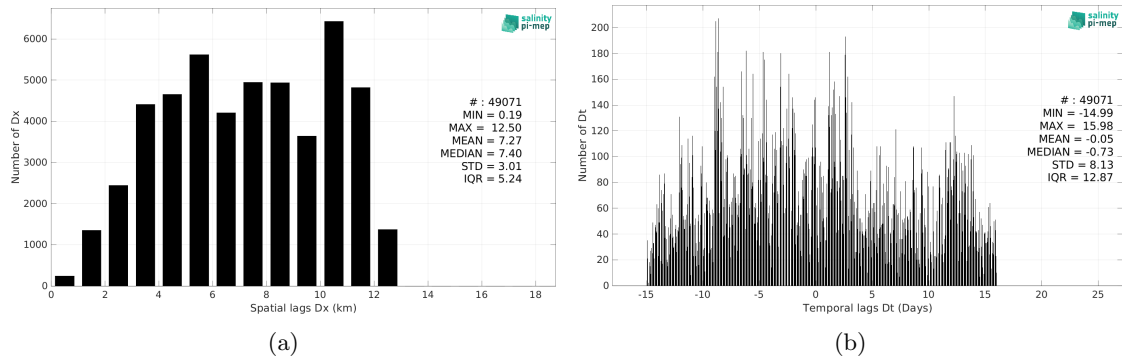 salinity
pi-mep
Number of Dx
6000
5000
4000
3000
2000
1000
0
# : 49071
MIN = 0.19
MAX = 12.50
MEAN = 7.27
MEDIAN = 7.40
STD = 3.01
IQR = 5.24
0 2 4 6 8 10 12 14 16 18
Spatial lags Dx (km)
(a)
salinity
pi-mep
Number of Dt
200
180
160
140
120
100
80
60
40
20
0
# : 49071
MIN = -14.99
MAX = 15.98
MEAN = -0.05
MEDIAN = -0.73
STD = 8.13
IQR = 12.87
-15 -10 -5 0 5 10 15 20 25
Temporal lags Dt (Days)
(b)